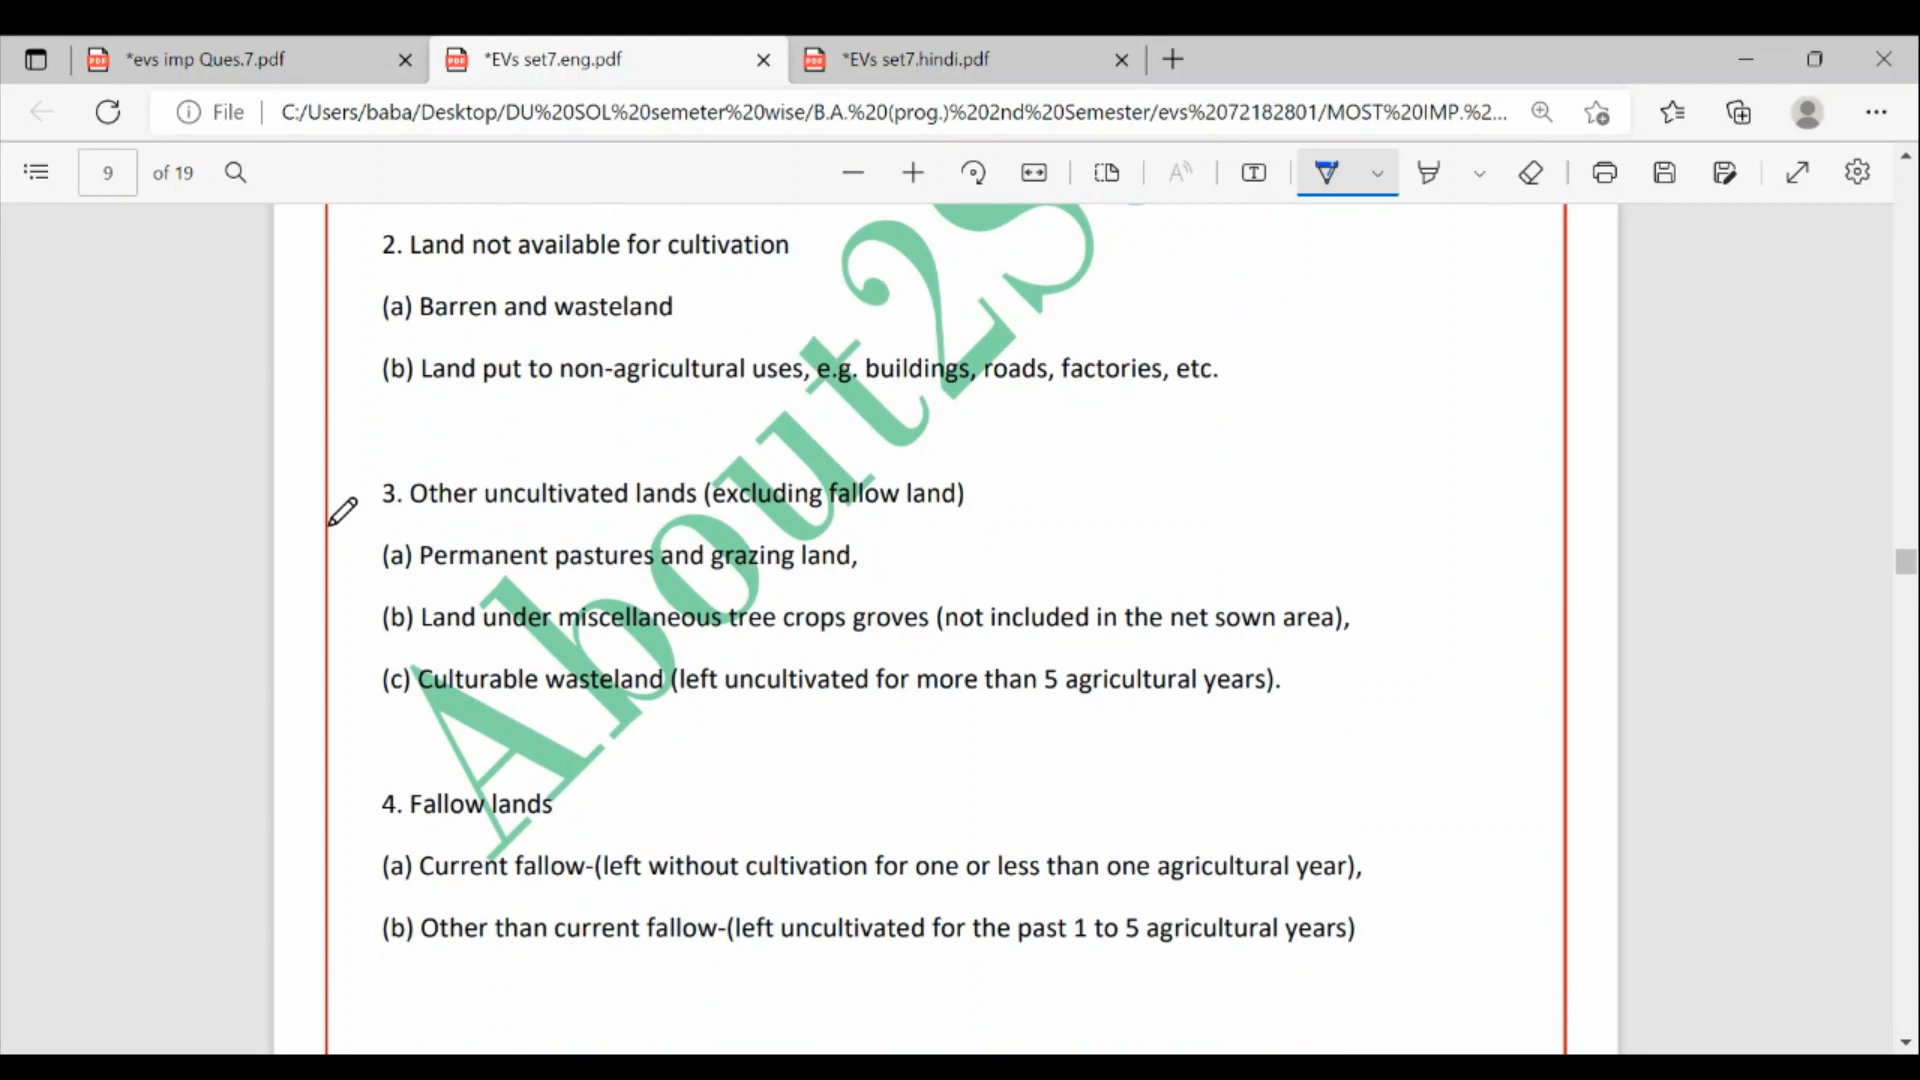 *evs imp Ques.7.pdf
*EVs set7.eng.pdf
*EVs set7.hindi.pdf
File
C:/Users/baba/Desktop/DU%20SOL%20semeter%20wise/B.A.%20(prog.)%202nd%20Semester/evs%2072182801/MOST%20IMP.%2...
9 of 19
2. Land not available for cultivation
(a) Barren and wasteland
(b) Land put to non-agricultural uses, e.g. buildings, roads, factories, etc.
3. Other uncultivated lands (excluding fallow land)
(a) Permanent pastures and grazing land,
(b) Land under miscellaneous tree crops groves (not included in the net sown area),
(c) Culturable wasteland (left uncultivated for more than 5 agricultural years).
4. Fallow lands
(a) Current fallow-(left without cultivation for one or less than one agricultural year),
(b) Other than current fallow-(left uncultivated for the past 1 to 5 agricultural years)
About2S